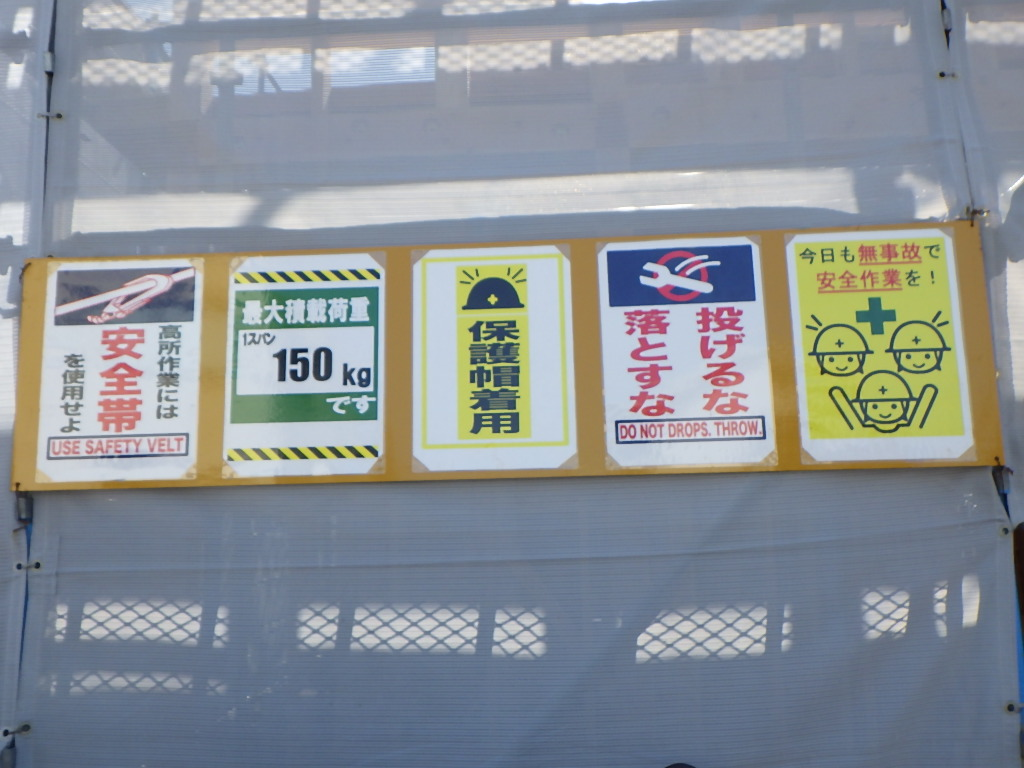 高所作業には
安全帯
を使用せよ
USE SAFETY VELT
最大積載荷重
1スパン
150kg
です
保護帽着用
投げるな
落とすな
DO NOT DROPS. THROW.
今日も無事故で
安全作業を！